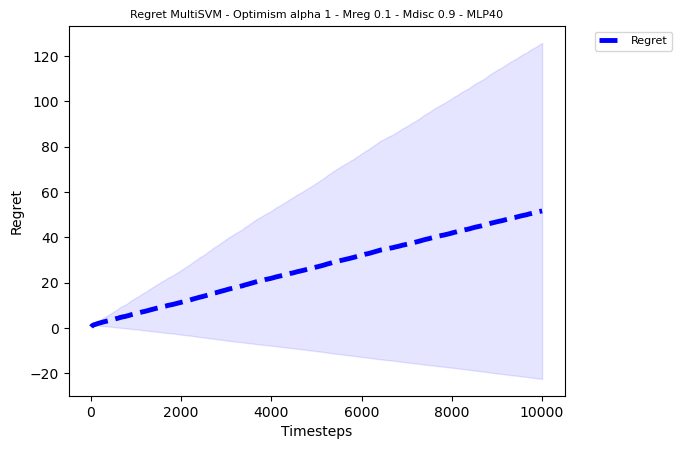 Regret MultiSVM - Optimism alpha 1 - Mreg 0.1 - Mdisc 0.9 - MLP40
Regret
120
100
80
60
40
20
0
−20
Regret
0 2000 4000 6000 8000 10000
Timesteps